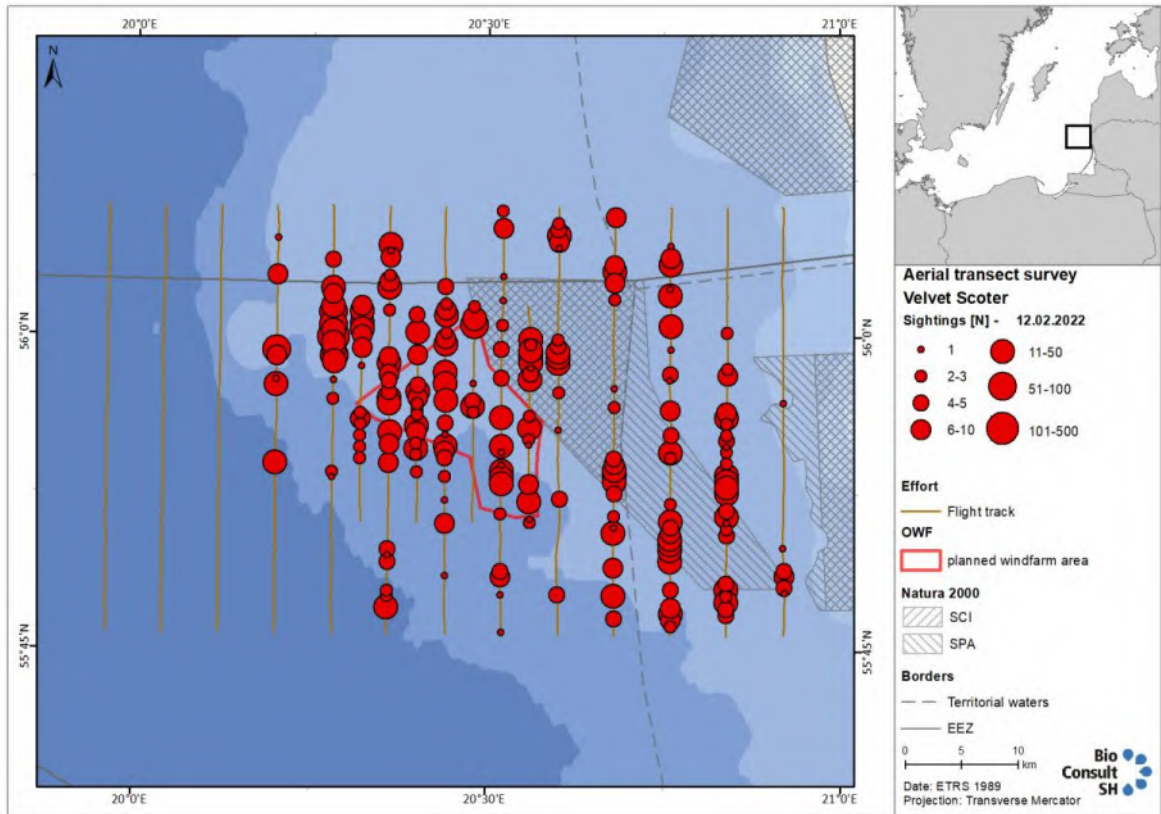 20°0'E
20°30'E
21°0'E
N
56°0'N
56°0'N
55°45'N
55°45'N
20°0'E
20°30'E
21°0'E
Aerial transect survey
Velvet Scoter
Sightings [N] - 12.02.2022
1
11-50
2-3
51-100
4-5
6-10
101-500
Effort
Flight track
OWF
planned windfarm area
Natura 2000
SCI
SPA
Borders
Territorial waters
EEZ
0 5 10
km
Bio
Consult
SH
Date: ETRS 1989
Projection: Transverse Mercator